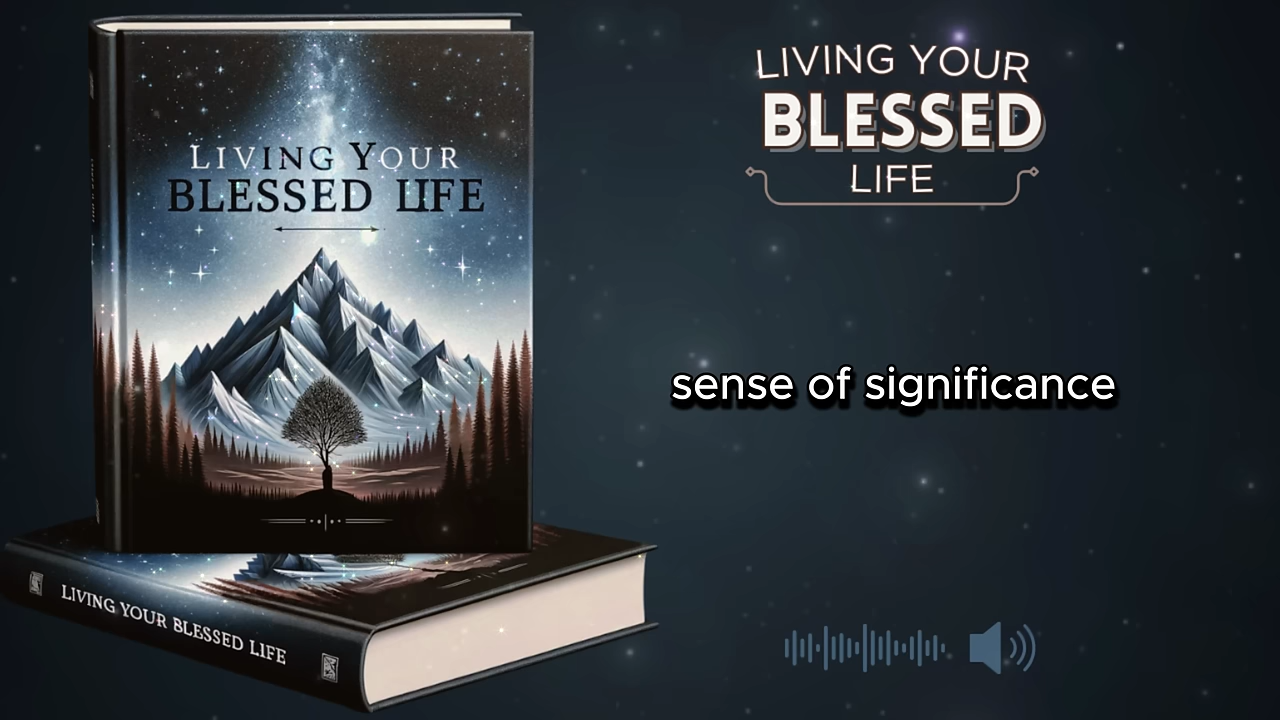 LIVING YOUR
BLESSED LIFE
LIVING YOUR BLESSED LIFE
LIVING YOUR
BLESSED
LIFE
sense of significance